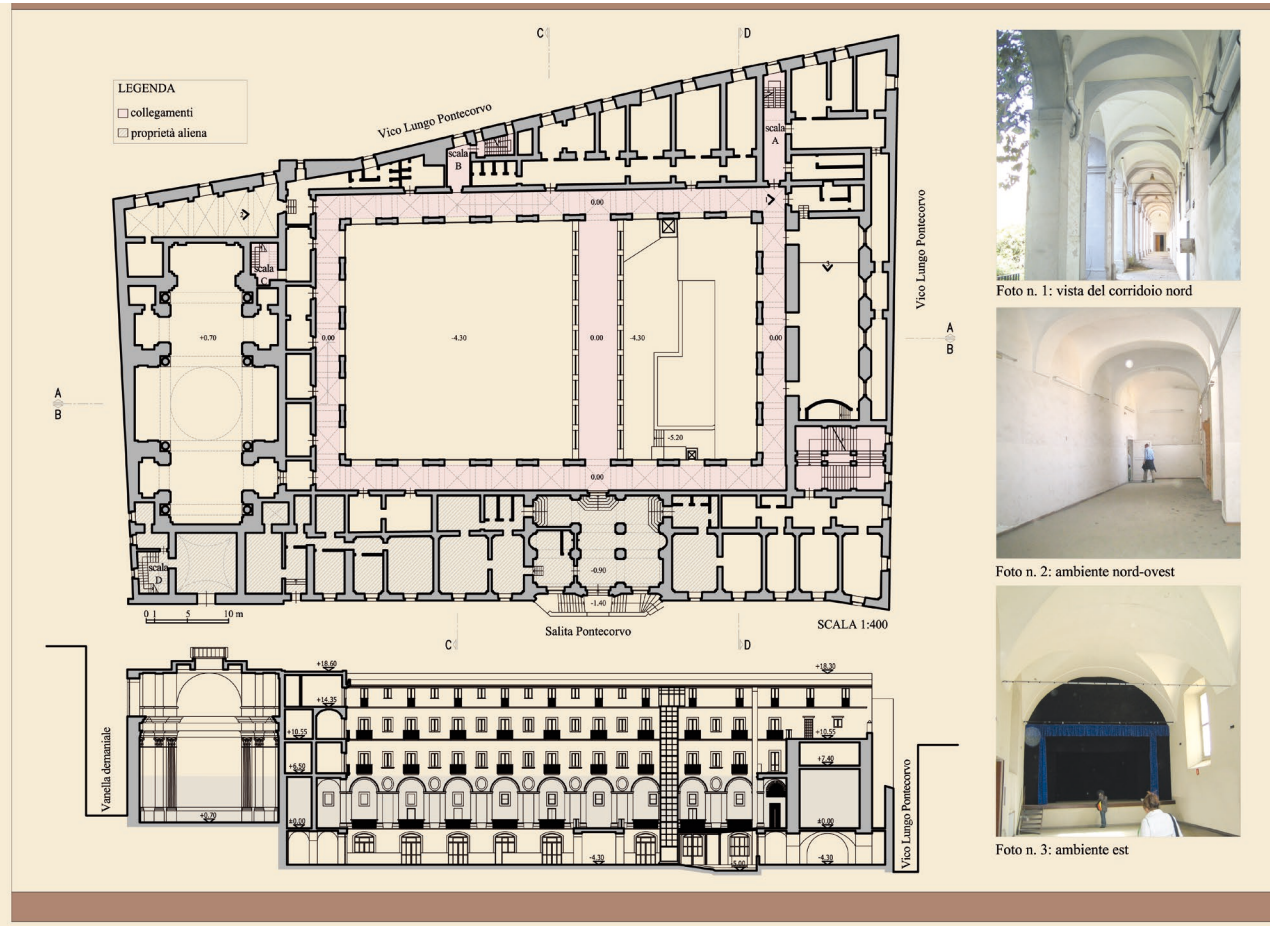 C
D
LEGENDA
collegamenti
proprietà aliena
Vico Lungo Pontecorvo
scala
A
scala
B
0.00
1
2
scala
C
3
Vico Lungo Pontecorvo
+0.70
0.00
-4.30
0.00
-4.30
0.00
A
B
A
B
-5.20
0.00
scala
D
-0.90
-1.40
0 1 5 10 m
Salita Pontecorvo
SCALA 1:400
C
D
+18.60
+18.30
+14.35
+10.55
+10.55
+6.50
+7.40
Vanella demaniale
+0.70
±0.00
±0.00
-4.30
-5.00
-4.30
Vico Lungo Pontecorvo
Foto n. 1: vista del corridoio nord
Foto n. 2: ambiente nord-ovest
Foto n. 3: ambiente est